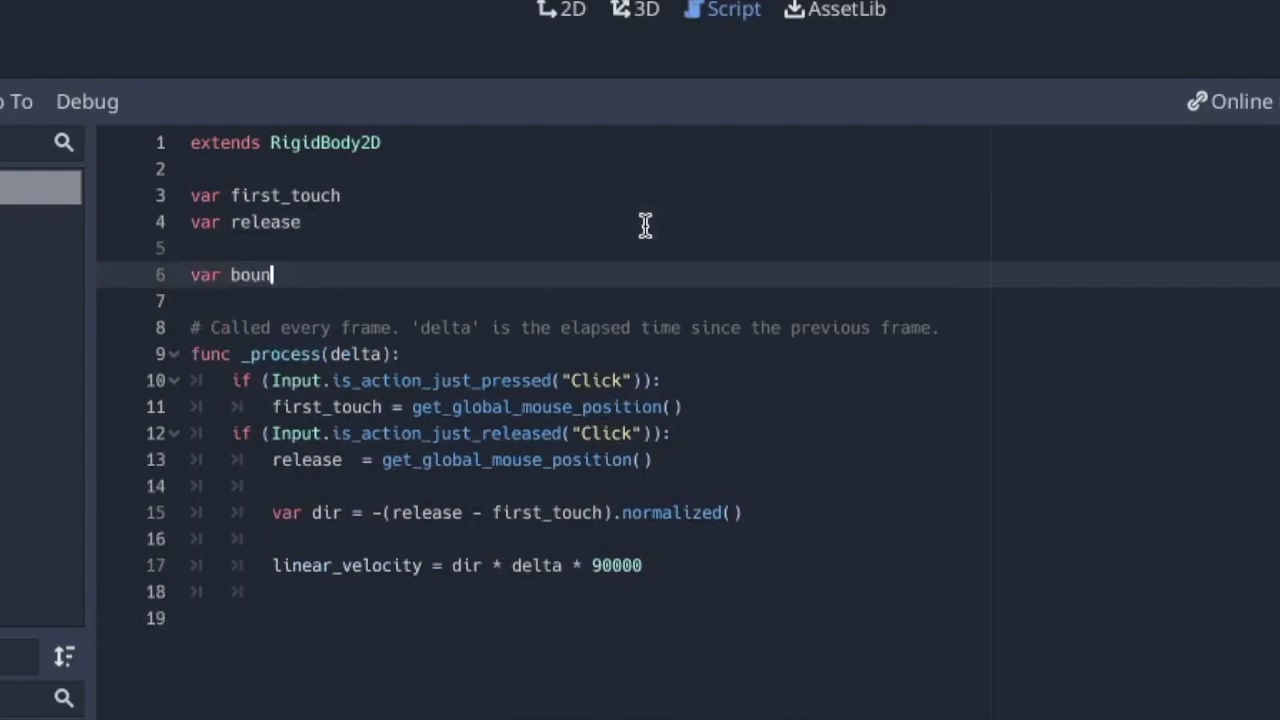 2D 3D Script AssetLib
o To Debug Online
1 extends RigidBody2D
2
3 var first_touch
4 var release
5
6 var boun
7
8 # Called every frame. 'delta' is the elapsed time since the previous frame.
9 func _process(delta):
10 if (Input.is_action_just_pressed("Click")):
11 first_touch = get_global_mouse_position()
12 if (Input.is_action_just_released("Click")):
13 release  = get_global_mouse_position()
14
15 var dir = -(release - first_touch).normalized()
16
17 linear_velocity = dir * delta * 90000
18
19